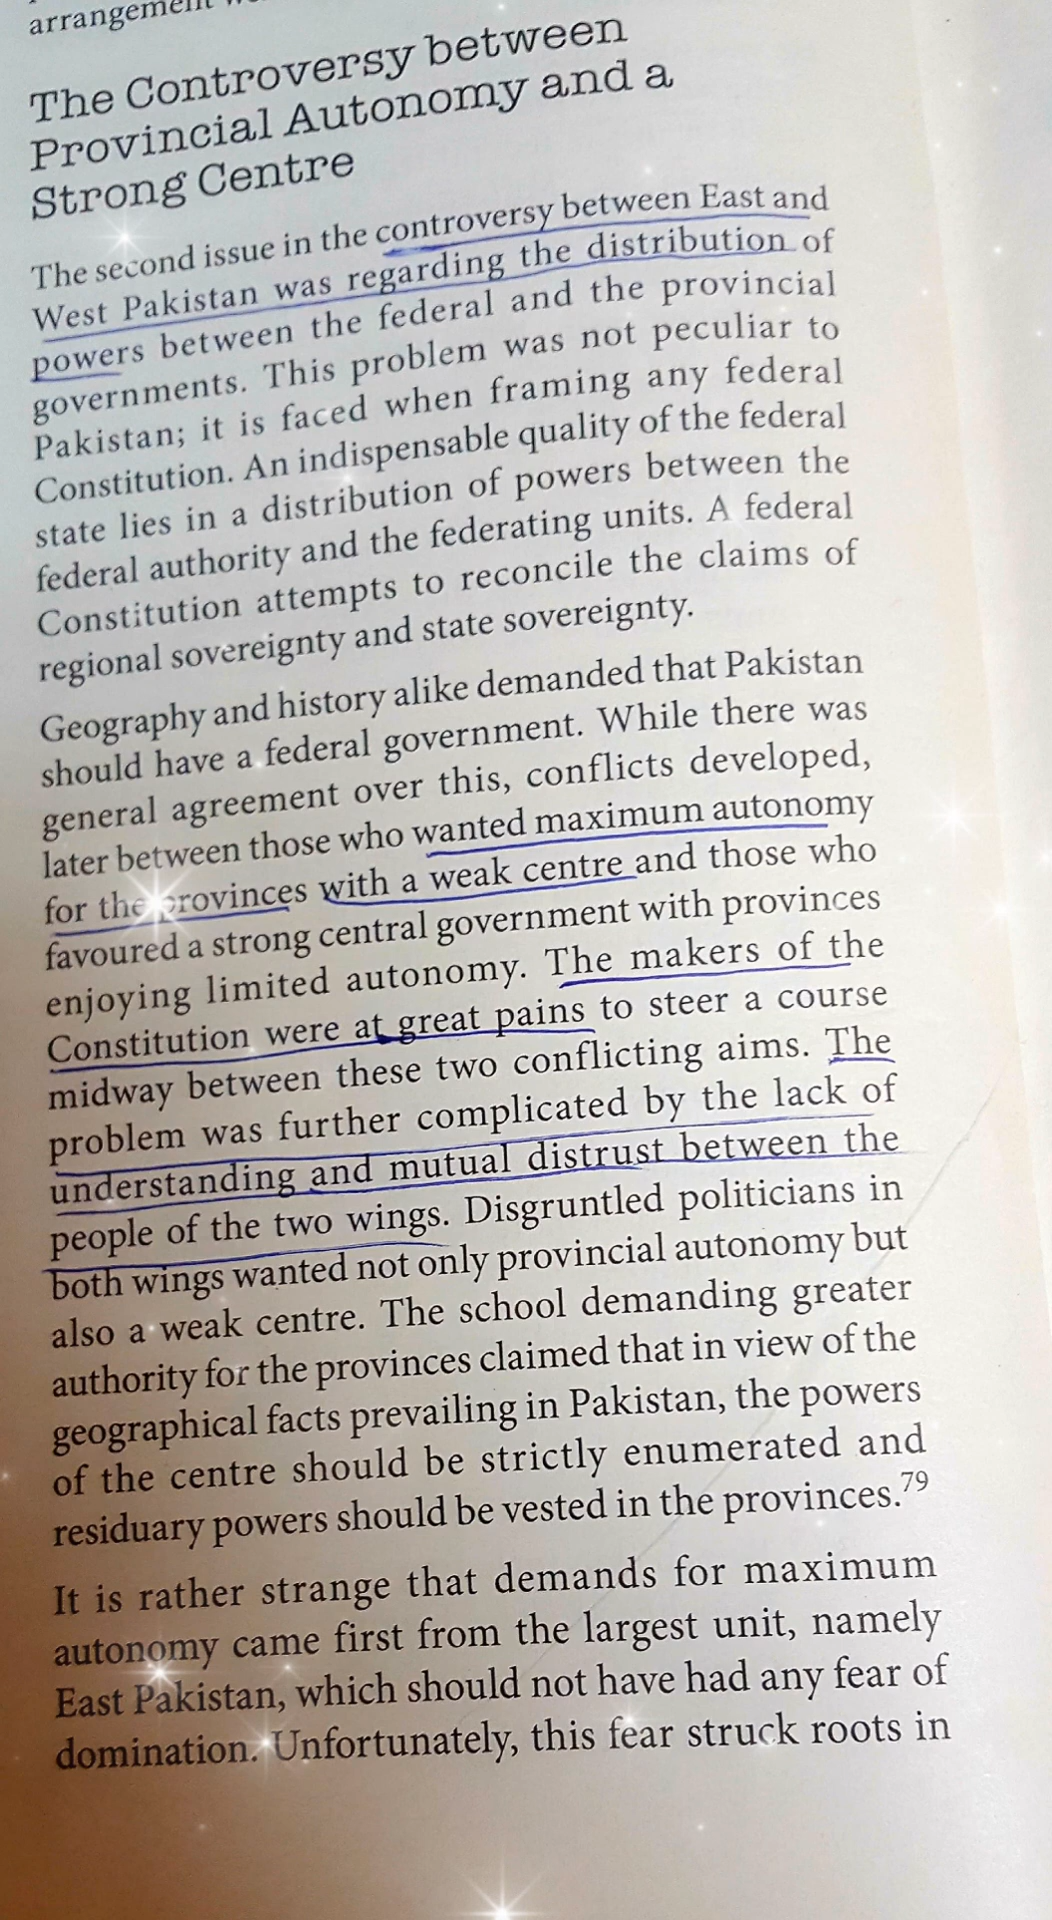 arrangement
The Controversy between
Provincial Autonomy and a
Strong Centre
The second issue in the controversy between East and
West Pakistan was regarding the distribution of
powers between the federal and the provincial
governments. This problem was not peculiar to
Pakistan; it is faced when framing any federal
Constitution. An indispensable quality of the federal
state lies in a distribution of powers between the
federal authority and the federating units. A federal
Constitution attempts to reconcile the claims of
regional sovereignty and state sovereignty.
Geography and history alike demanded that Pakistan
should have a federal government. While there was
general agreement over this, conflicts developed,
later between those who wanted maximum autonomy
for the provinces with a weak centre and those who
favoured a strong central government with provinces
enjoying limited autonomy. The makers of the
Constitution were at great pains to steer a course
midway between these two conflicting aims. The
problem was further complicated by the lack of
understanding and mutual distrust between the
people of the two wings. Disgruntled politicians in
both wings wanted not only provincial autonomy but
also a weak centre. The school demanding greater
authority for the provinces claimed that in view of the
geographical facts prevailing in Pakistan, the powers
of the centre should be strictly enumerated and
residuary powers should be vested in the provinces.79
It is rather strange that demands for maximum
autonomy came first from the largest unit, namely
East Pakistan, which should not have had any fear of
domination. Unfortunately, this fear struck roots in